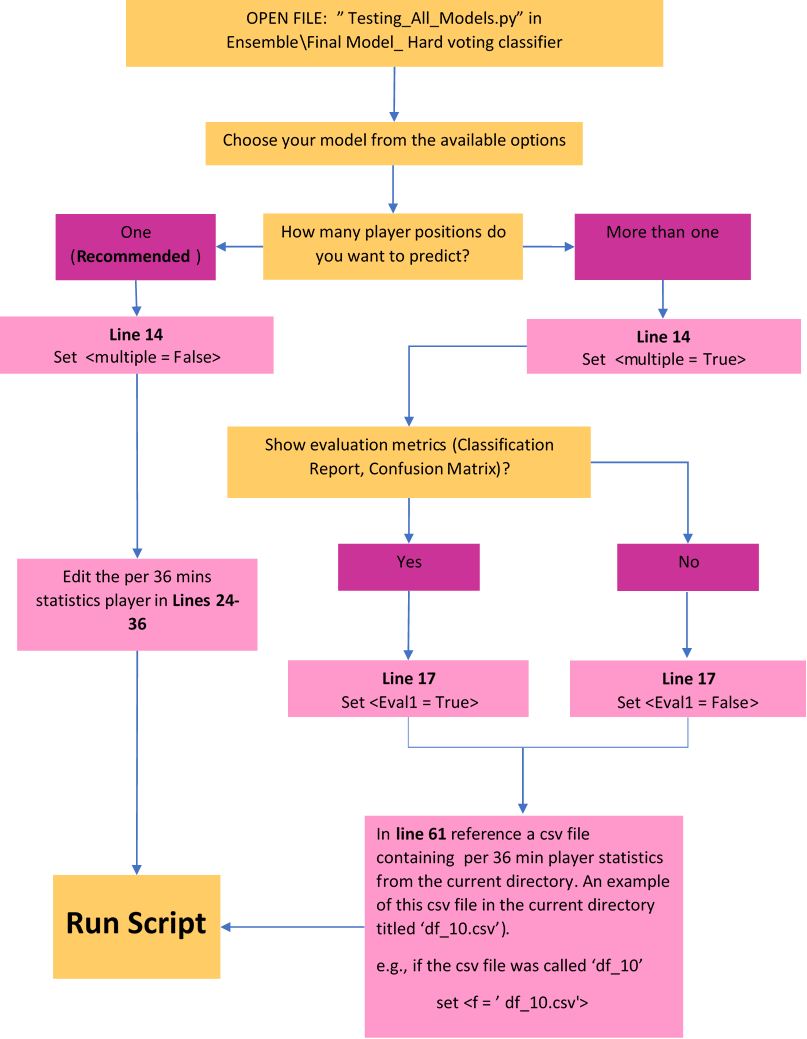 OPEN FILE:  ” Testing_All_Models.py” in
Ensemble\Final Model_ Hard voting classifier
Choose your model from the available options
How many player positions do
you want to predict?
One
(Recommended )
More than one
Line 14
Set  <multiple = False>
Line 14
Set  <multiple = True>
Show evaluation metrics (Classification
Report, Confusion Matrix)?
Yes
No
Edit the per 36 mins
statistics player in Lines 24-
36
Line 17
Set <Eval1 = True>
Line 17
Set <Eval1 = False>
In line 61 reference a csv file
containing  per 36 min player statistics
from the current directory. An example
of this csv file in the current directory
titled ‘df_10.csv’).
e.g., if the csv file was called ‘df_10’
set <f = ’ df_10.csv'>
Run Script